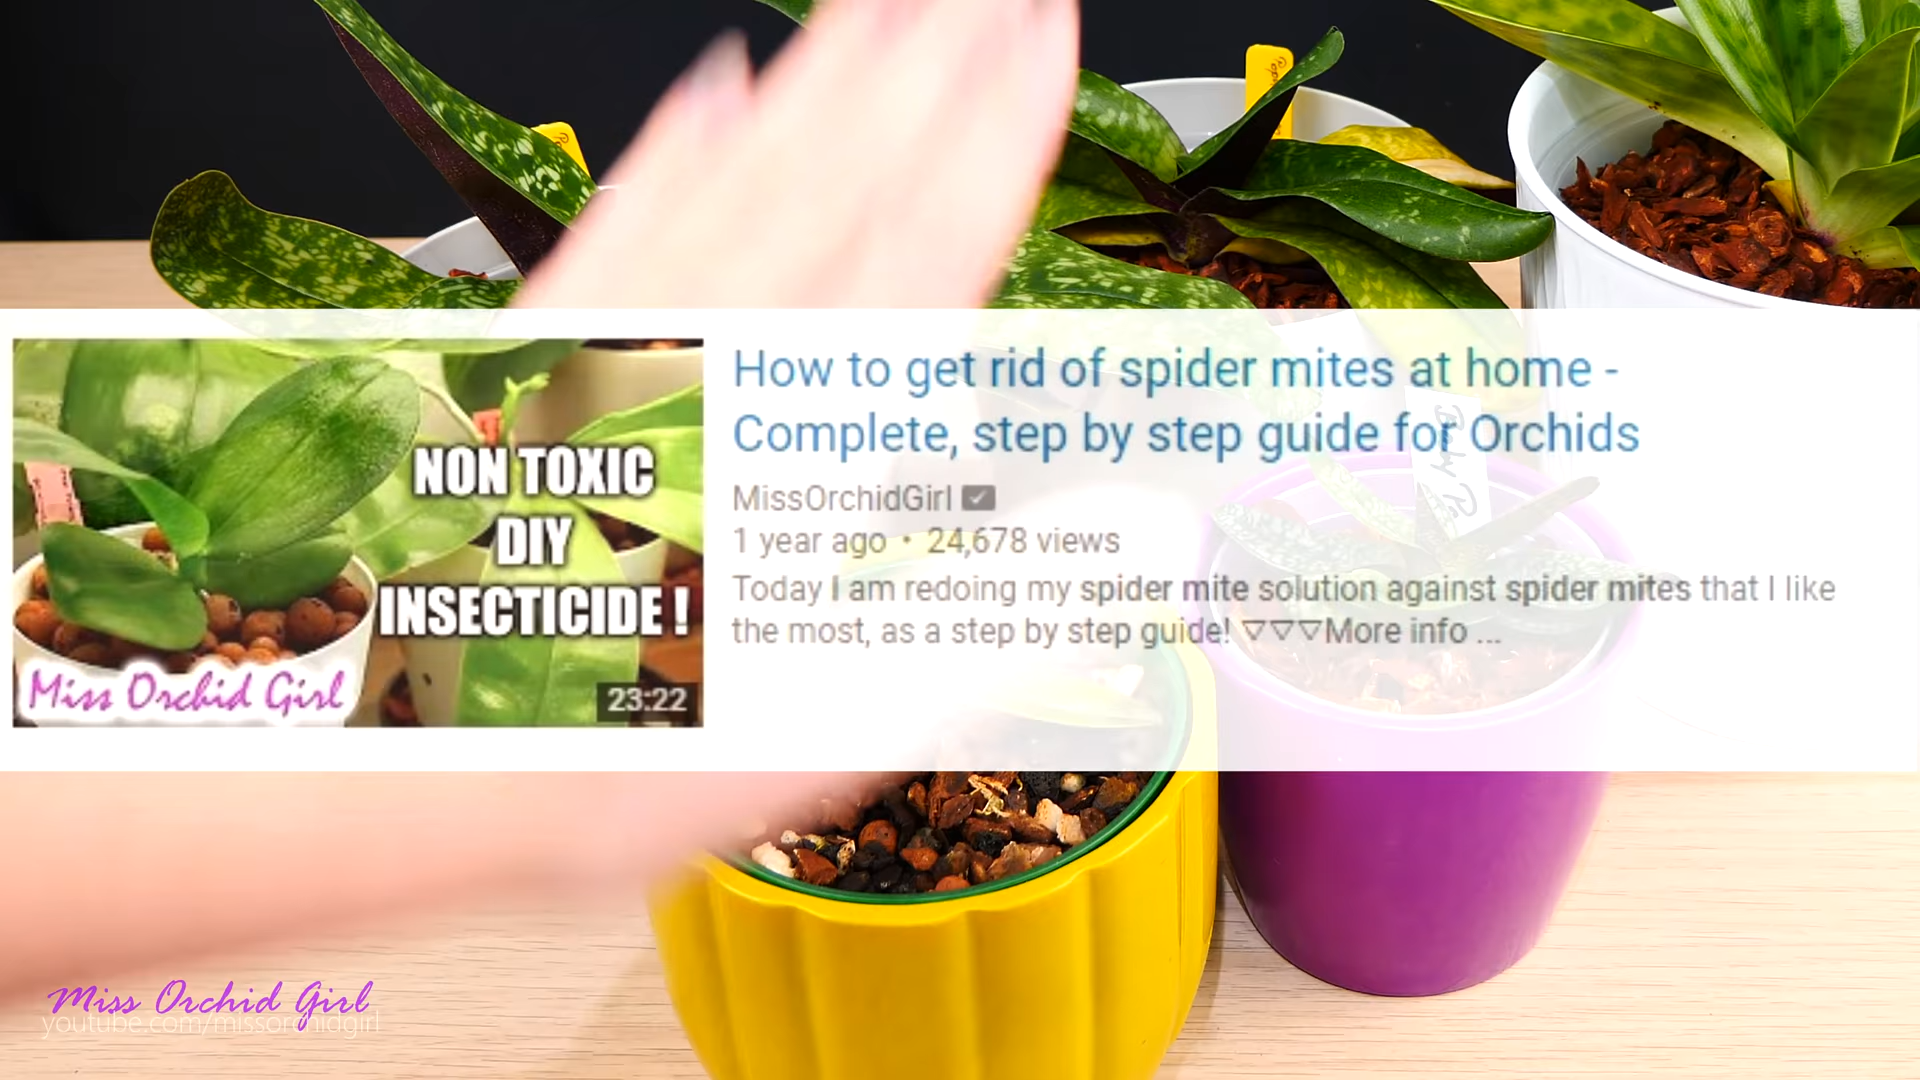 How to get rid of spider mites at home -
Complete, step by step guide for Orchids
MissOrchidGirl
1 year ago • 24,678 views
Today I am redoing my spider mite solution against spider mites that I like
the most, as a step by step guide! ▽▽▽More info ...
NON TOXIC
DIY
INSECTICIDE !
Miss Orchid Girl
23:22
Miss Orchid Girl
youtube.com/missorchidgirl